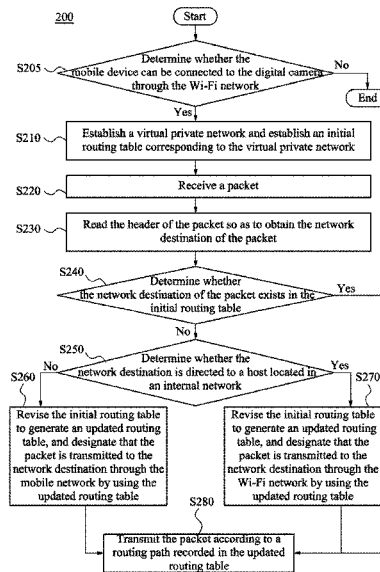 200
Start
S205
Determine whether the
mobile device can be connected to the digital camera
through the Wi-Fi network
No
End
Yes
S210
Establish a virtual private network and establish an initial
routing table corresponding to the virtual private network
S220
Receive a packet
S230
Read the header of the packet so as to obtain the network
destination of the packet
S240
Determine whether
the network destination of the packet exists in the
initial routing table
Yes
No
S250
Determine whether the
network destination is directed to a host located in
an internal network
No
Yes
S260
Revise the initial routing table
to generate an updated routing
table, and designate that the
packet is transmitted to the
network destination through the
mobile network by using the
updated routing table
S270
Revise the initial routing table
to generate an updated routing
table, and designate that the
packet is transmitted to the
network destination through the
Wi-Fi network by using the
updated routing table
S280
Transmit the packet according to a
routing path recorded in the updated
routing table